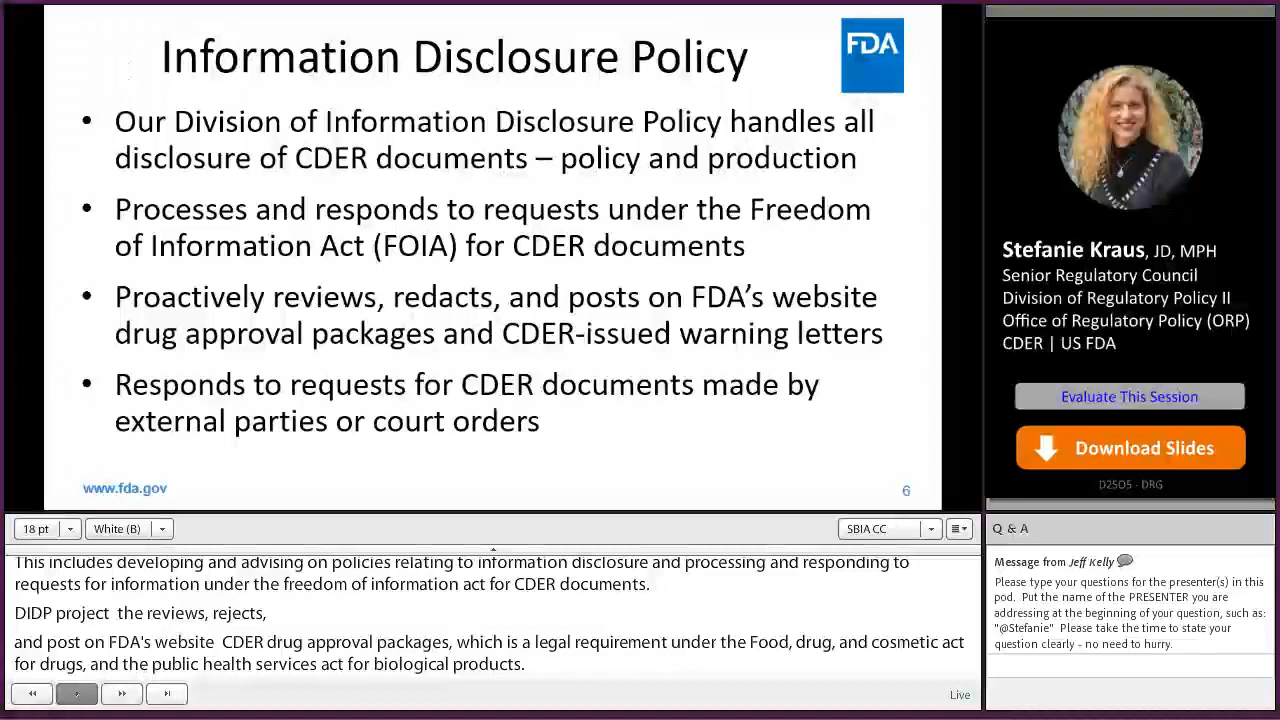 Information Disclosure Policy
FDA
• Our Division of Information Disclosure Policy handles all
disclosure of CDER documents – policy and production
• Processes and responds to requests under the Freedom
of Information Act (FOIA) for CDER documents
• Proactively reviews, redacts, and posts on FDA’s website
drug approval packages and CDER-issued warning letters
• Responds to requests for CDER documents made by
external parties or court orders
www.fda.gov
6
Stefanie Kraus, JD, MPH
Senior Regulatory Council
Division of Regulatory Policy II
Office of Regulatory Policy (ORP)
CDER | US FDA
Evaluate This Session
Download Slides
D2S05 - DRG
18 pt
White (B)
SBIA CC
This includes developing and advising on policies relating to information disclosure and processing and responding to
requests for information under the freedom of information act for CDER documents.
DIDP project the reviews, rejects,
and post on FDA's website CDER drug approval packages, which is a legal requirement under the Food, drug, and cosmetic act
for drugs, and the public health services act for biological products.
Live
Q & A
Message from Jeff Kelly
Please type your questions for the presenter(s) in this
pod. Put the name of the PRESENTER you are
addressing at the beginning of your question, such as:
"@Stefanie" Please take the time to state your
question clearly - no need to hurry.